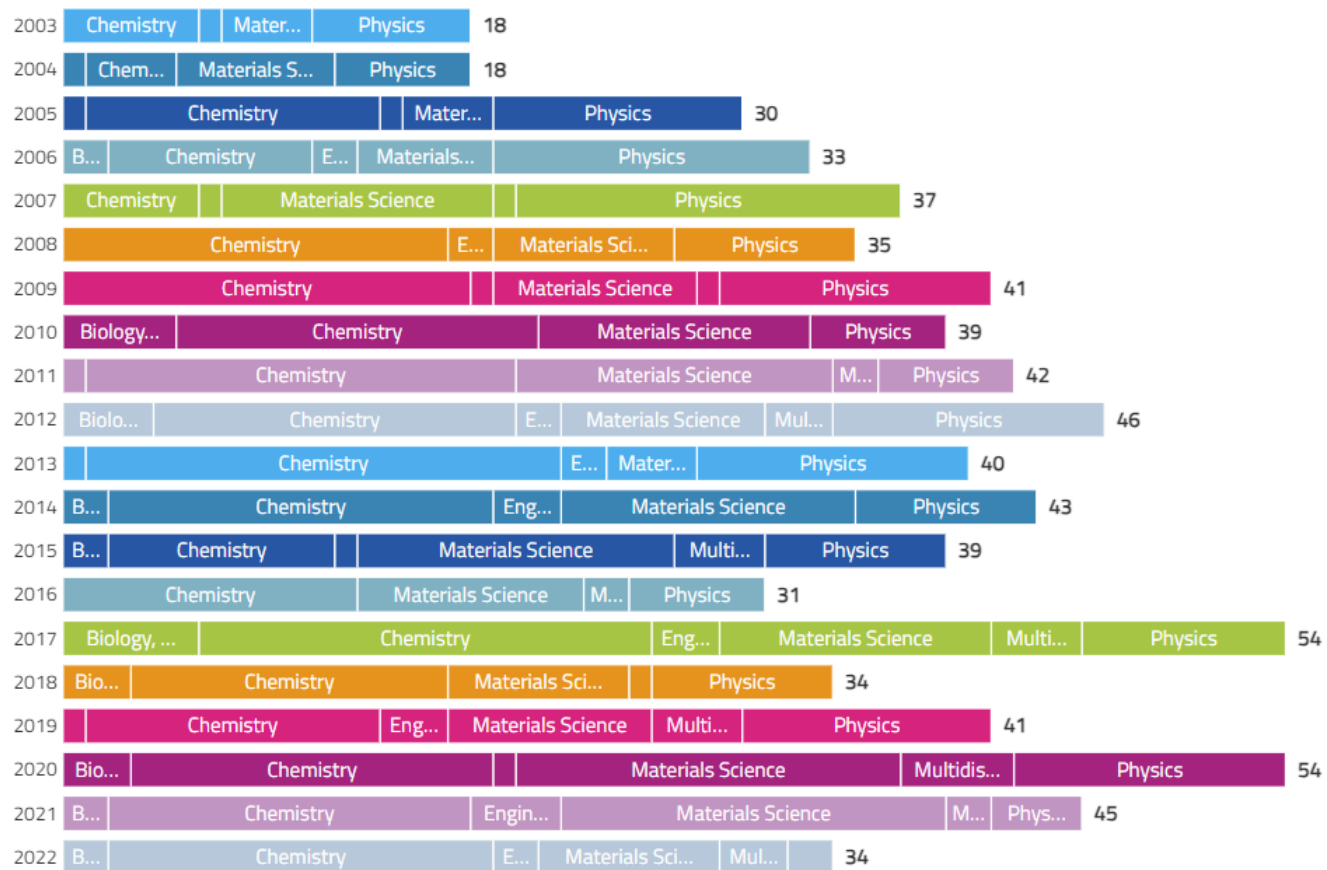 2003 Chemistry Mater... Physics 18
2004 Chem... Materials S... Physics 18
2005 Chemistry Mater... Physics 30
2006 B... Chemistry E... Materials... Physics 33
2007 Chemistry Materials Science Physics 37
2008 Chemistry E... Materials Sci... Physics 35
2009 Chemistry Materials Science Physics 41
2010 Biology... Chemistry Materials Science Physics 39
2011 Chemistry Materials Science M... Physics 42
2012 Biolo... Chemistry E... Materials Science Mul... Physics 46
2013 Chemistry E... Mater... Physics 40
2014 B... Chemistry Eng... Materials Science Physics 43
2015 B... Chemistry Materials Science Multi... Physics 39
2016 Chemistry Materials Science M... Physics 31
2017 Biology, ... Chemistry Eng... Materials Science Multi... Physics 54
2018 Bio... Chemistry Materials Sci... Physics 34
2019 Chemistry Eng... Materials Science Multi... Physics 41
2020 Bio... Chemistry Materials Science Multidis... Physics 54
2021 B... Chemistry Engin... Materials Science M... Phys... 45
2022 B... Chemistry E... Materials Sci... Mul... 34